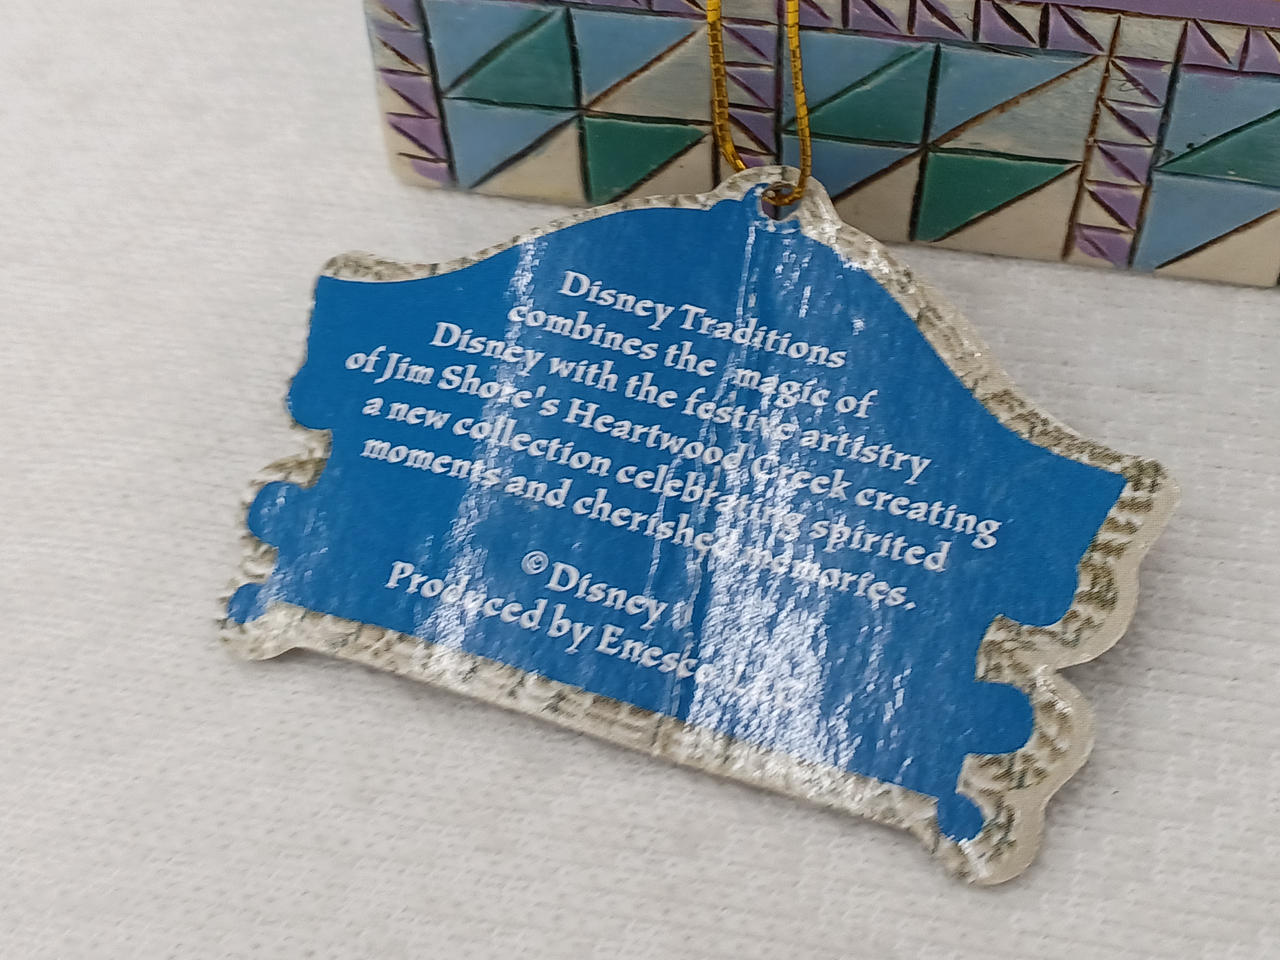 Disney Traditions
combines the magic of
Disney with the festive artistry
of Jim Shore's Heartwood Creek creating
a new collection celebrating spirited
moments and cherished memories.
© Disney
Produced by Enesco